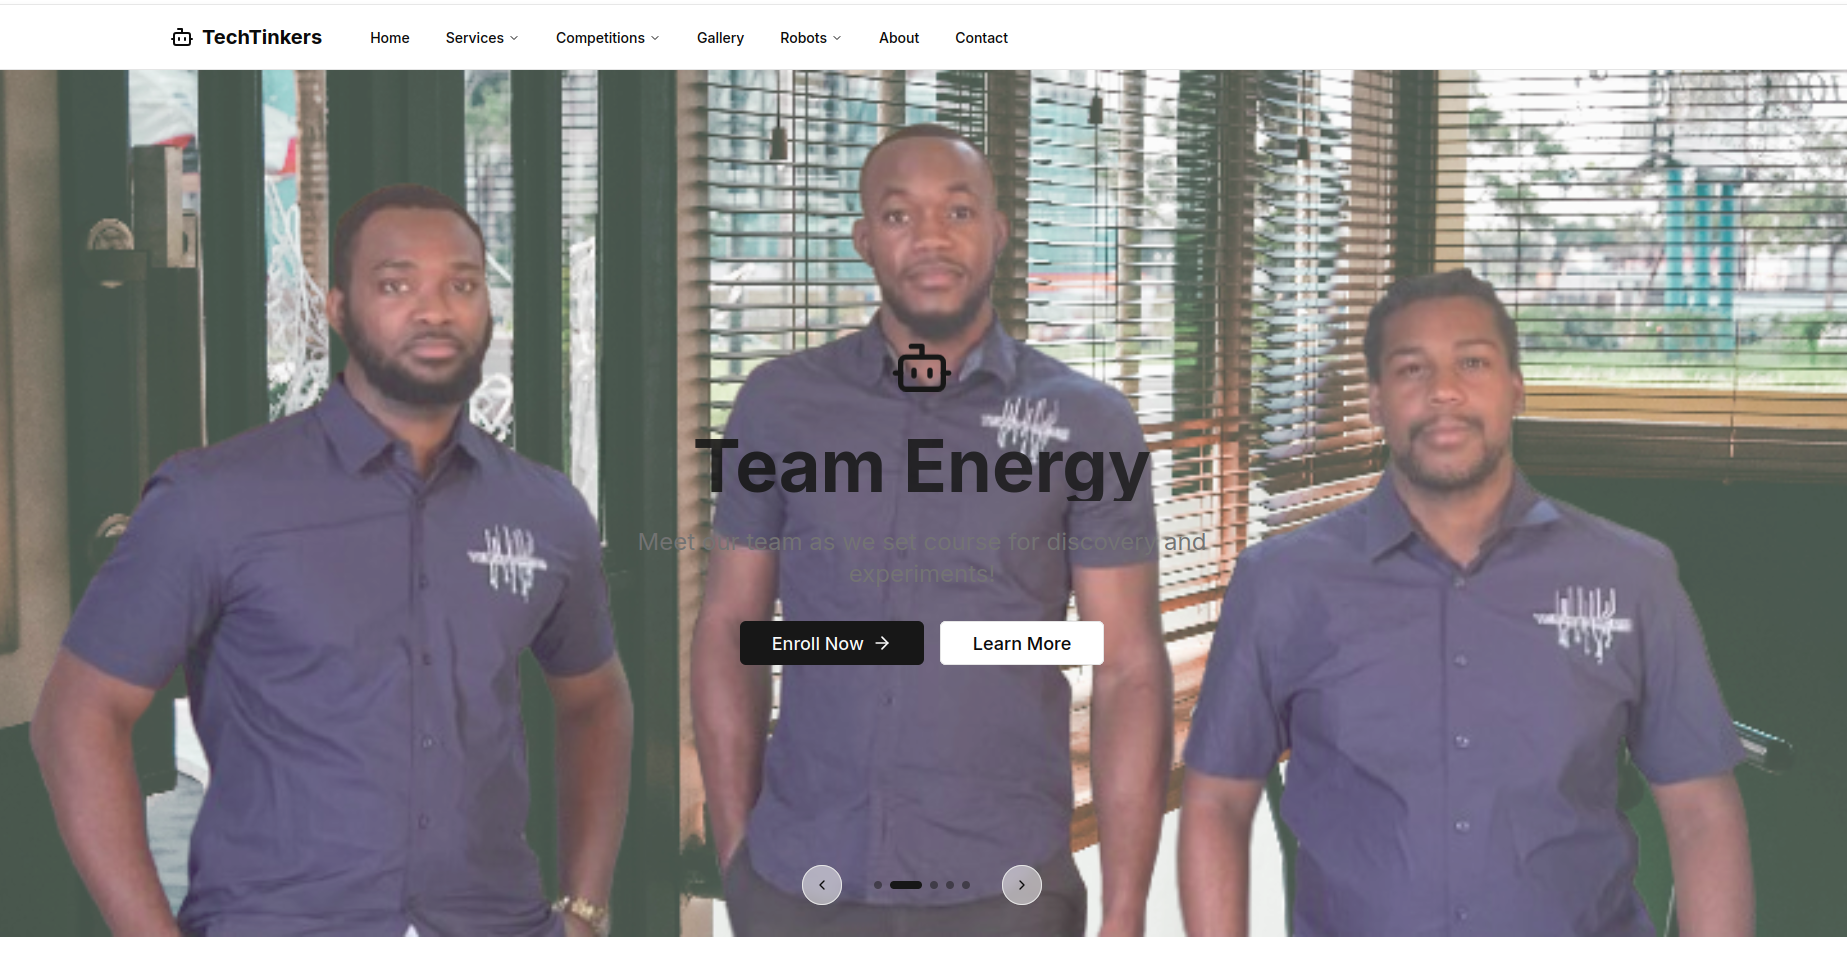 TechTinkers
Home
Services
Competitions
Gallery
Robots
About
Contact
Team Energy
Meet our team as we set course for discovery and
experiments!
Enroll Now
Learn More